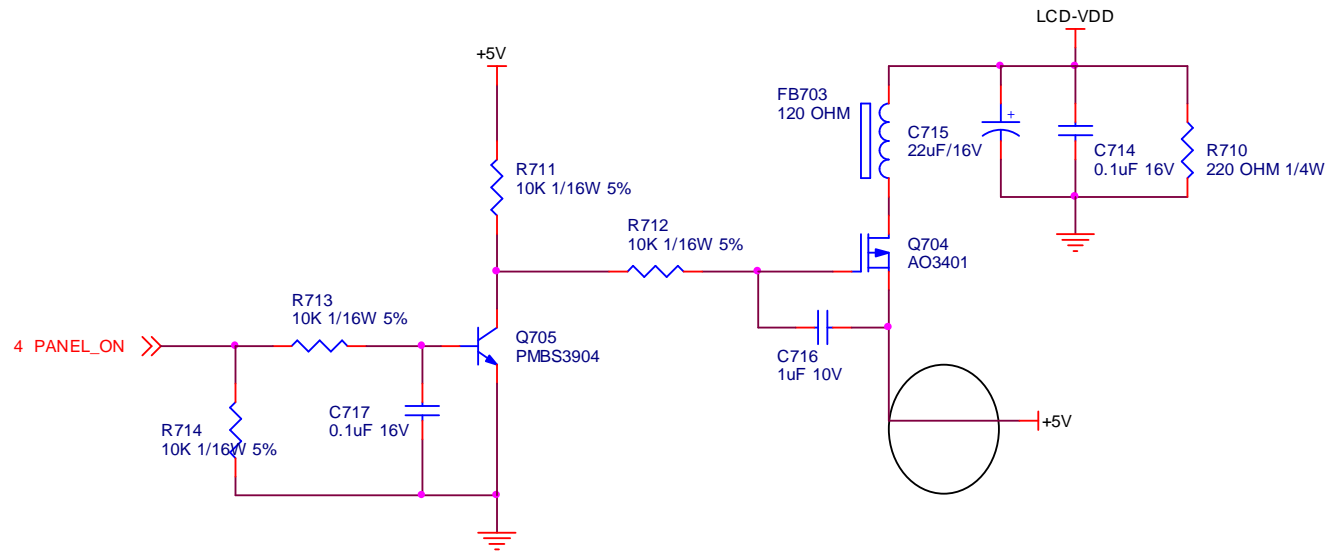 LCD-VDD
+5V
FB703
120 OHM
C715
22uF/16V
+
C714
0.1uF 16V
R710
220 OHM 1/4W
R711
10K 1/16W 5%
R712
10K 1/16W 5%
Q704
AO3401
R713
10K 1/16W 5%
4 PANEL_ON
Q705
PMBS3904
C716
1uF 10V
C717
0.1uF 16V
R714
10K 1/16W 5%
+5V